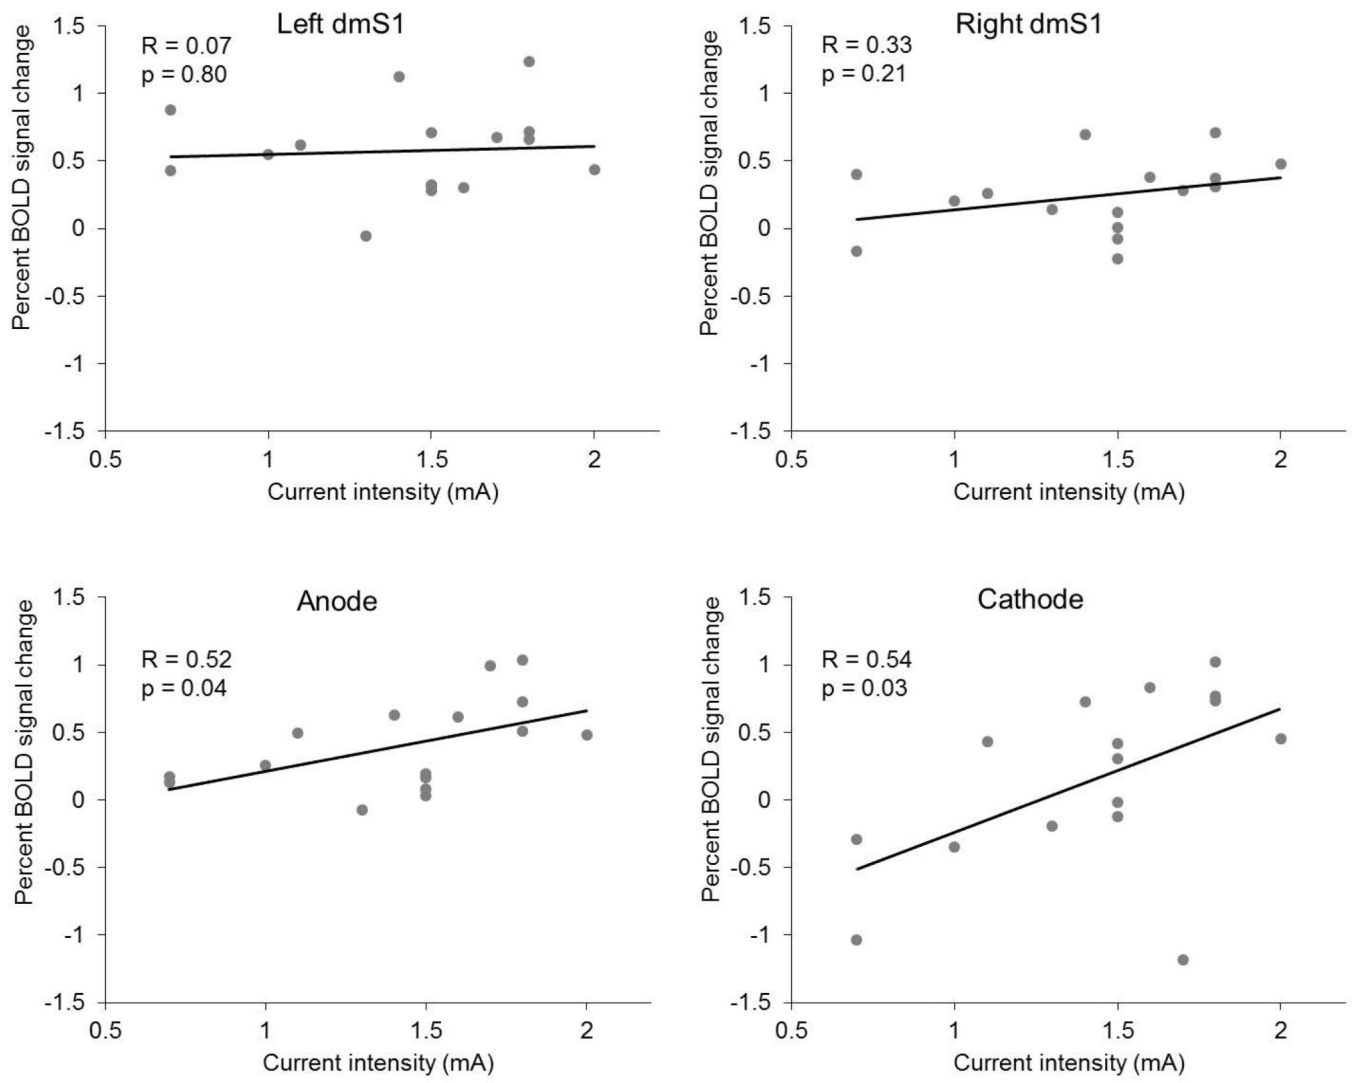 Left dmS1
R = 0.07
p = 0.80
Percent BOLD signal change
1.5
1
0.5
0
-0.5
-1
-1.5
0.5 1 1.5 2
Current intensity (mA)
Right dmS1
R = 0.33
p = 0.21
Percent BOLD signal change
1.5
1
0.5
0
-0.5
-1
-1.5
0.5 1 1.5 2
Current intensity (mA)
Anode
R = 0.52
p = 0.04
Percent BOLD signal change
1.5
1
0.5
0
-0.5
-1
-1.5
0.5 1 1.5 2
Current intensity (mA)
Cathode
R = 0.54
p = 0.03
Percent BOLD signal change
1.5
1
0.5
0
-0.5
-1
-1.5
0.5 1 1.5 2
Current intensity (mA)